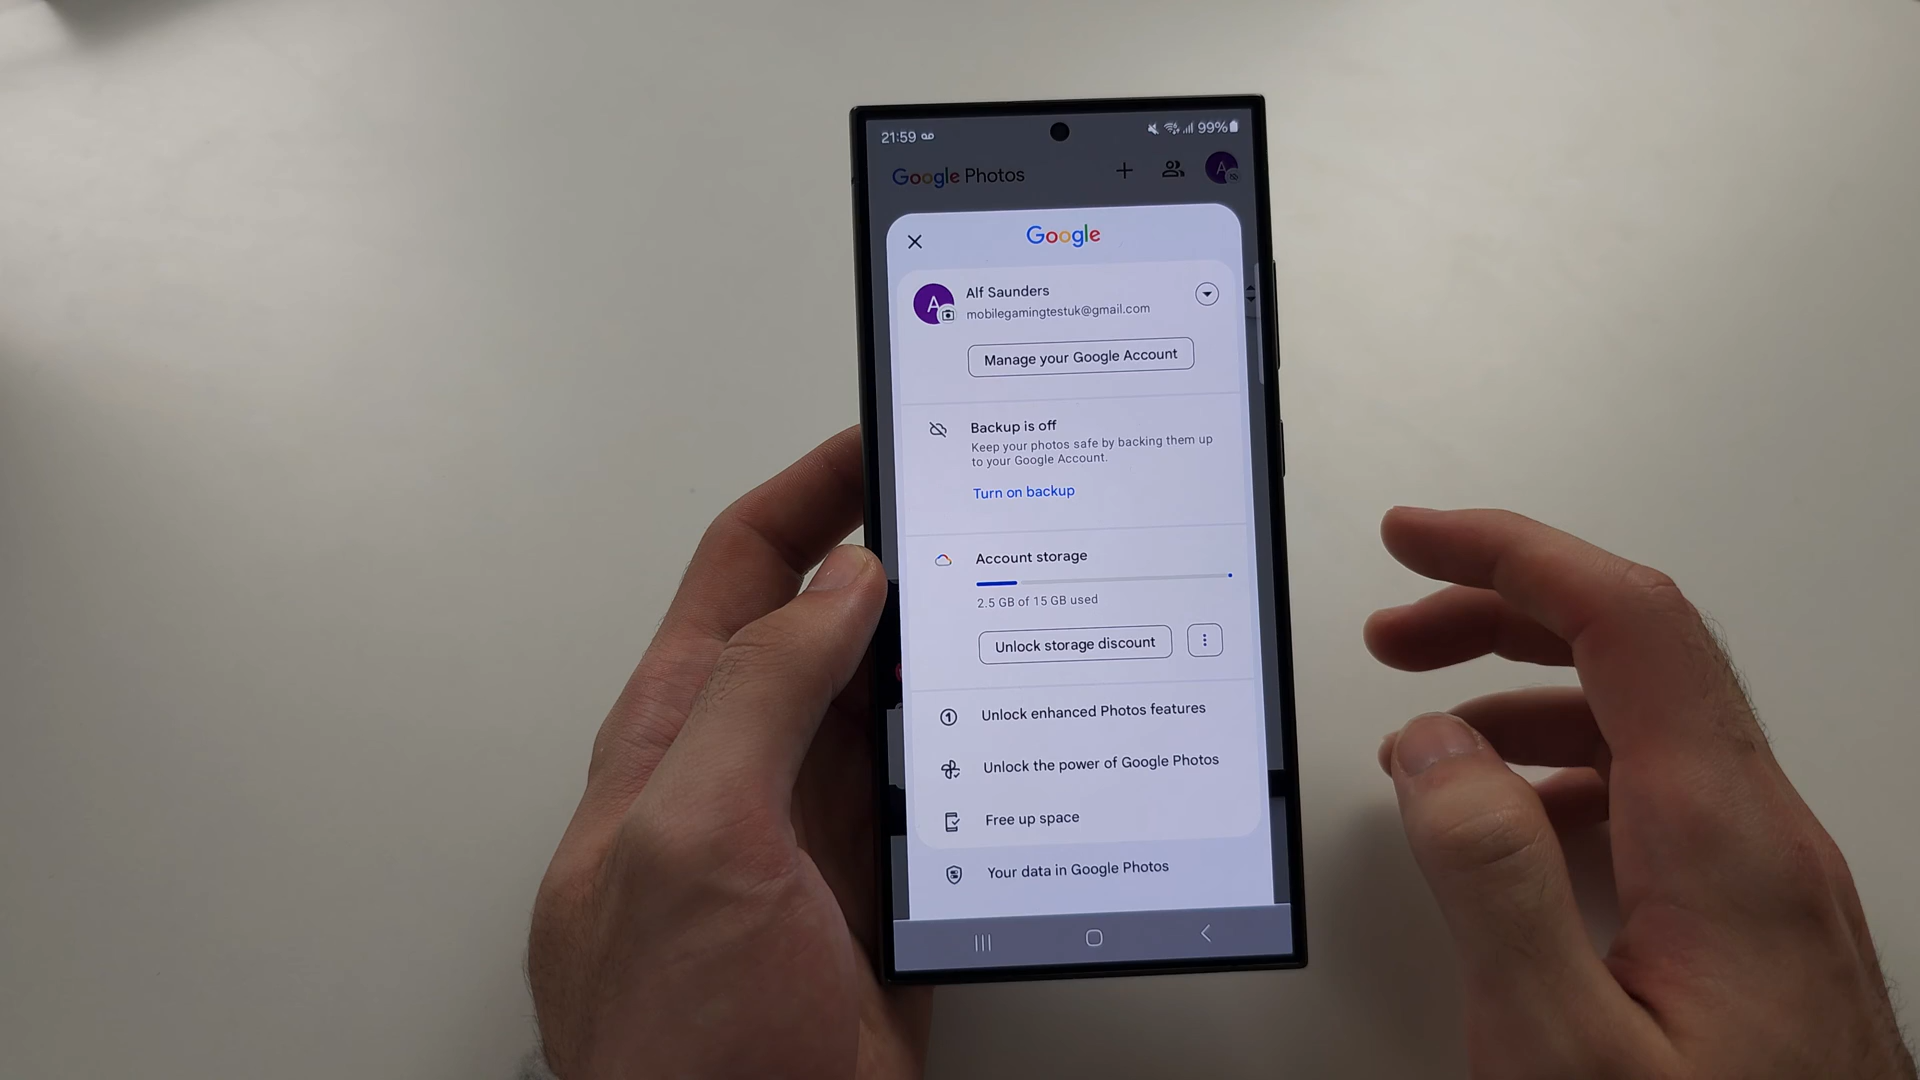 21:59
99%
Google Photos
A
Google
A
Alf Saunders
mobilegamingtestuk@gmail.com
Manage your Google Account
Backup is off
Keep your photos safe by backing them up
to your Google Account.
Turn on backup
Account storage
2.5 GB of 15 GB used
Unlock storage discount
1
Unlock enhanced Photos features
Unlock the power of Google Photos
Free up space
Your data in Google Photos